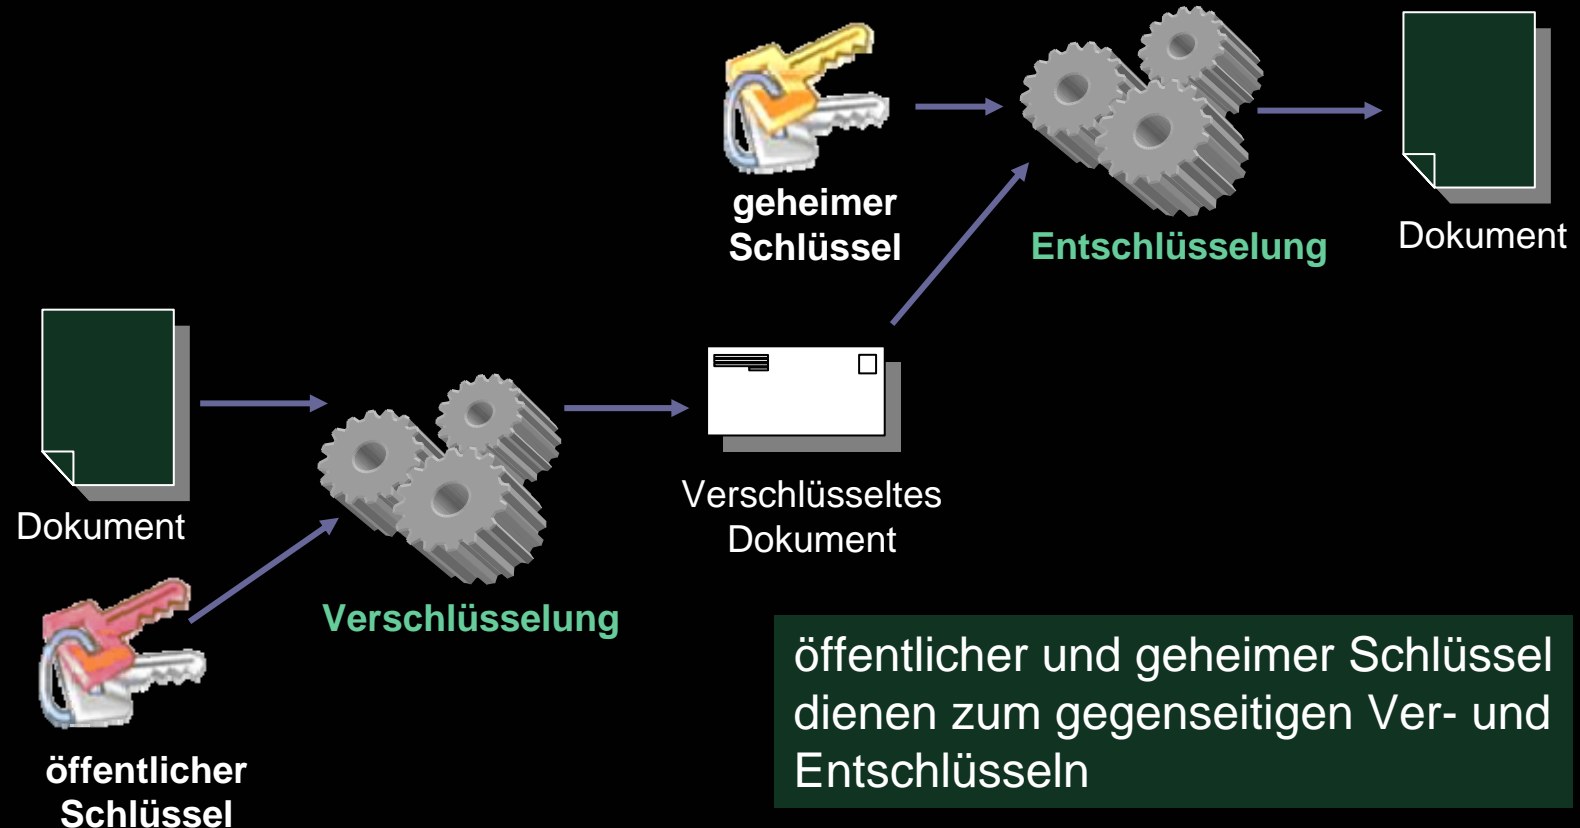 geheimer
Schlüssel
Entschlüsselung
Dokument
Dokument
Verschlüsselung
Verschlüsseltes
Dokument
öffentlicher
Schlüssel
öffentlicher und geheimer Schlüssel
dienen zum gegenseitigen Ver- und
Entschlüsseln